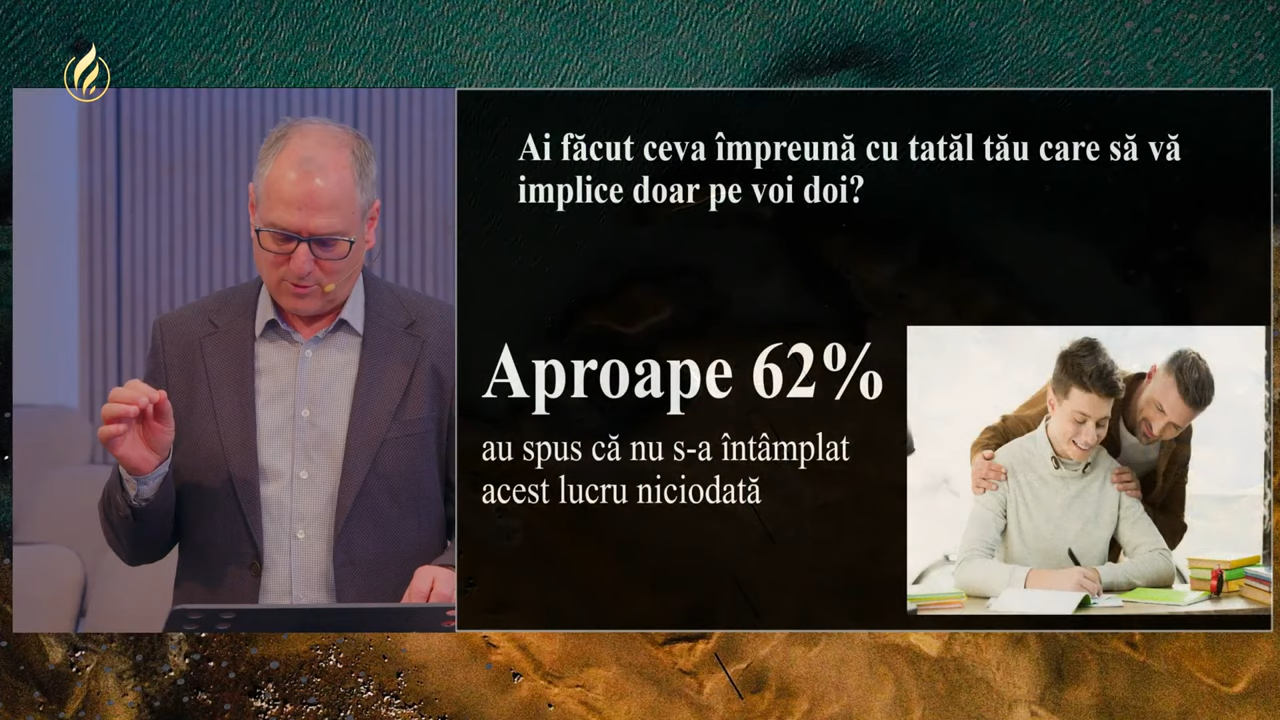 Ai făcut ceva împreună cu tatăl tău care să vă
implice doar pe voi doi?
Aproape 62%
au spus că nu s-a întâmplat
acest lucru niciodată